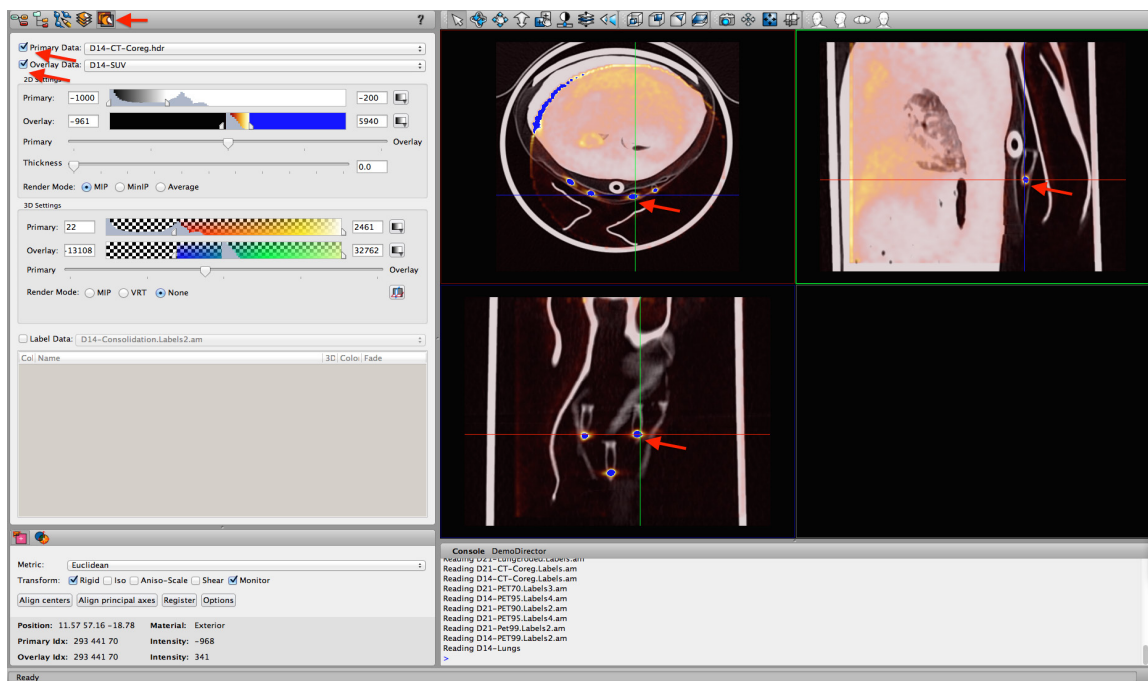 ?
Primary Data: D14-CT-Coreg.hdr
Overlay Data: D14-SUV
2D Settings
Primary: -1000 -200
Overlay: -961 5940
Primary Overlay
Thickness 0.0
Render Mode: MIP MinIP Average
3D Settings
Primary: 22 2461
Overlay: -13108 32762
Primary Overlay
Render Mode: MIP VRT None
Label Data: D14-Consolidation.Labels2.am
Col Name 3D Color Fade
Metric: Euclidean
Transform: Rigid Iso Aniso-Scale Shear Monitor
Align centers Align principal axes Register Options
Position: 11.57 57.16 -18.78 Material: Exterior
Primary Idx: 293 441 70 Intensity: -968
Overlay Idx: 293 441 70 Intensity: 341
Ready
Console DemoDirector
Reading D21-LungEroded.Labels.am
Reading D21-CT-Coreg.Labels.am
Reading D14-CT-Coreg.Labels.am
Reading D21-PET70.Labels3.am
Reading D14-PET95.Labels4.am
Reading D21-PET90.Labels2.am
Reading D21-PET95.Labels4.am
Reading D21-Pet99.Labels2.am
Reading D14-PET99.Labels2.am
Reading D14-Lungs
>